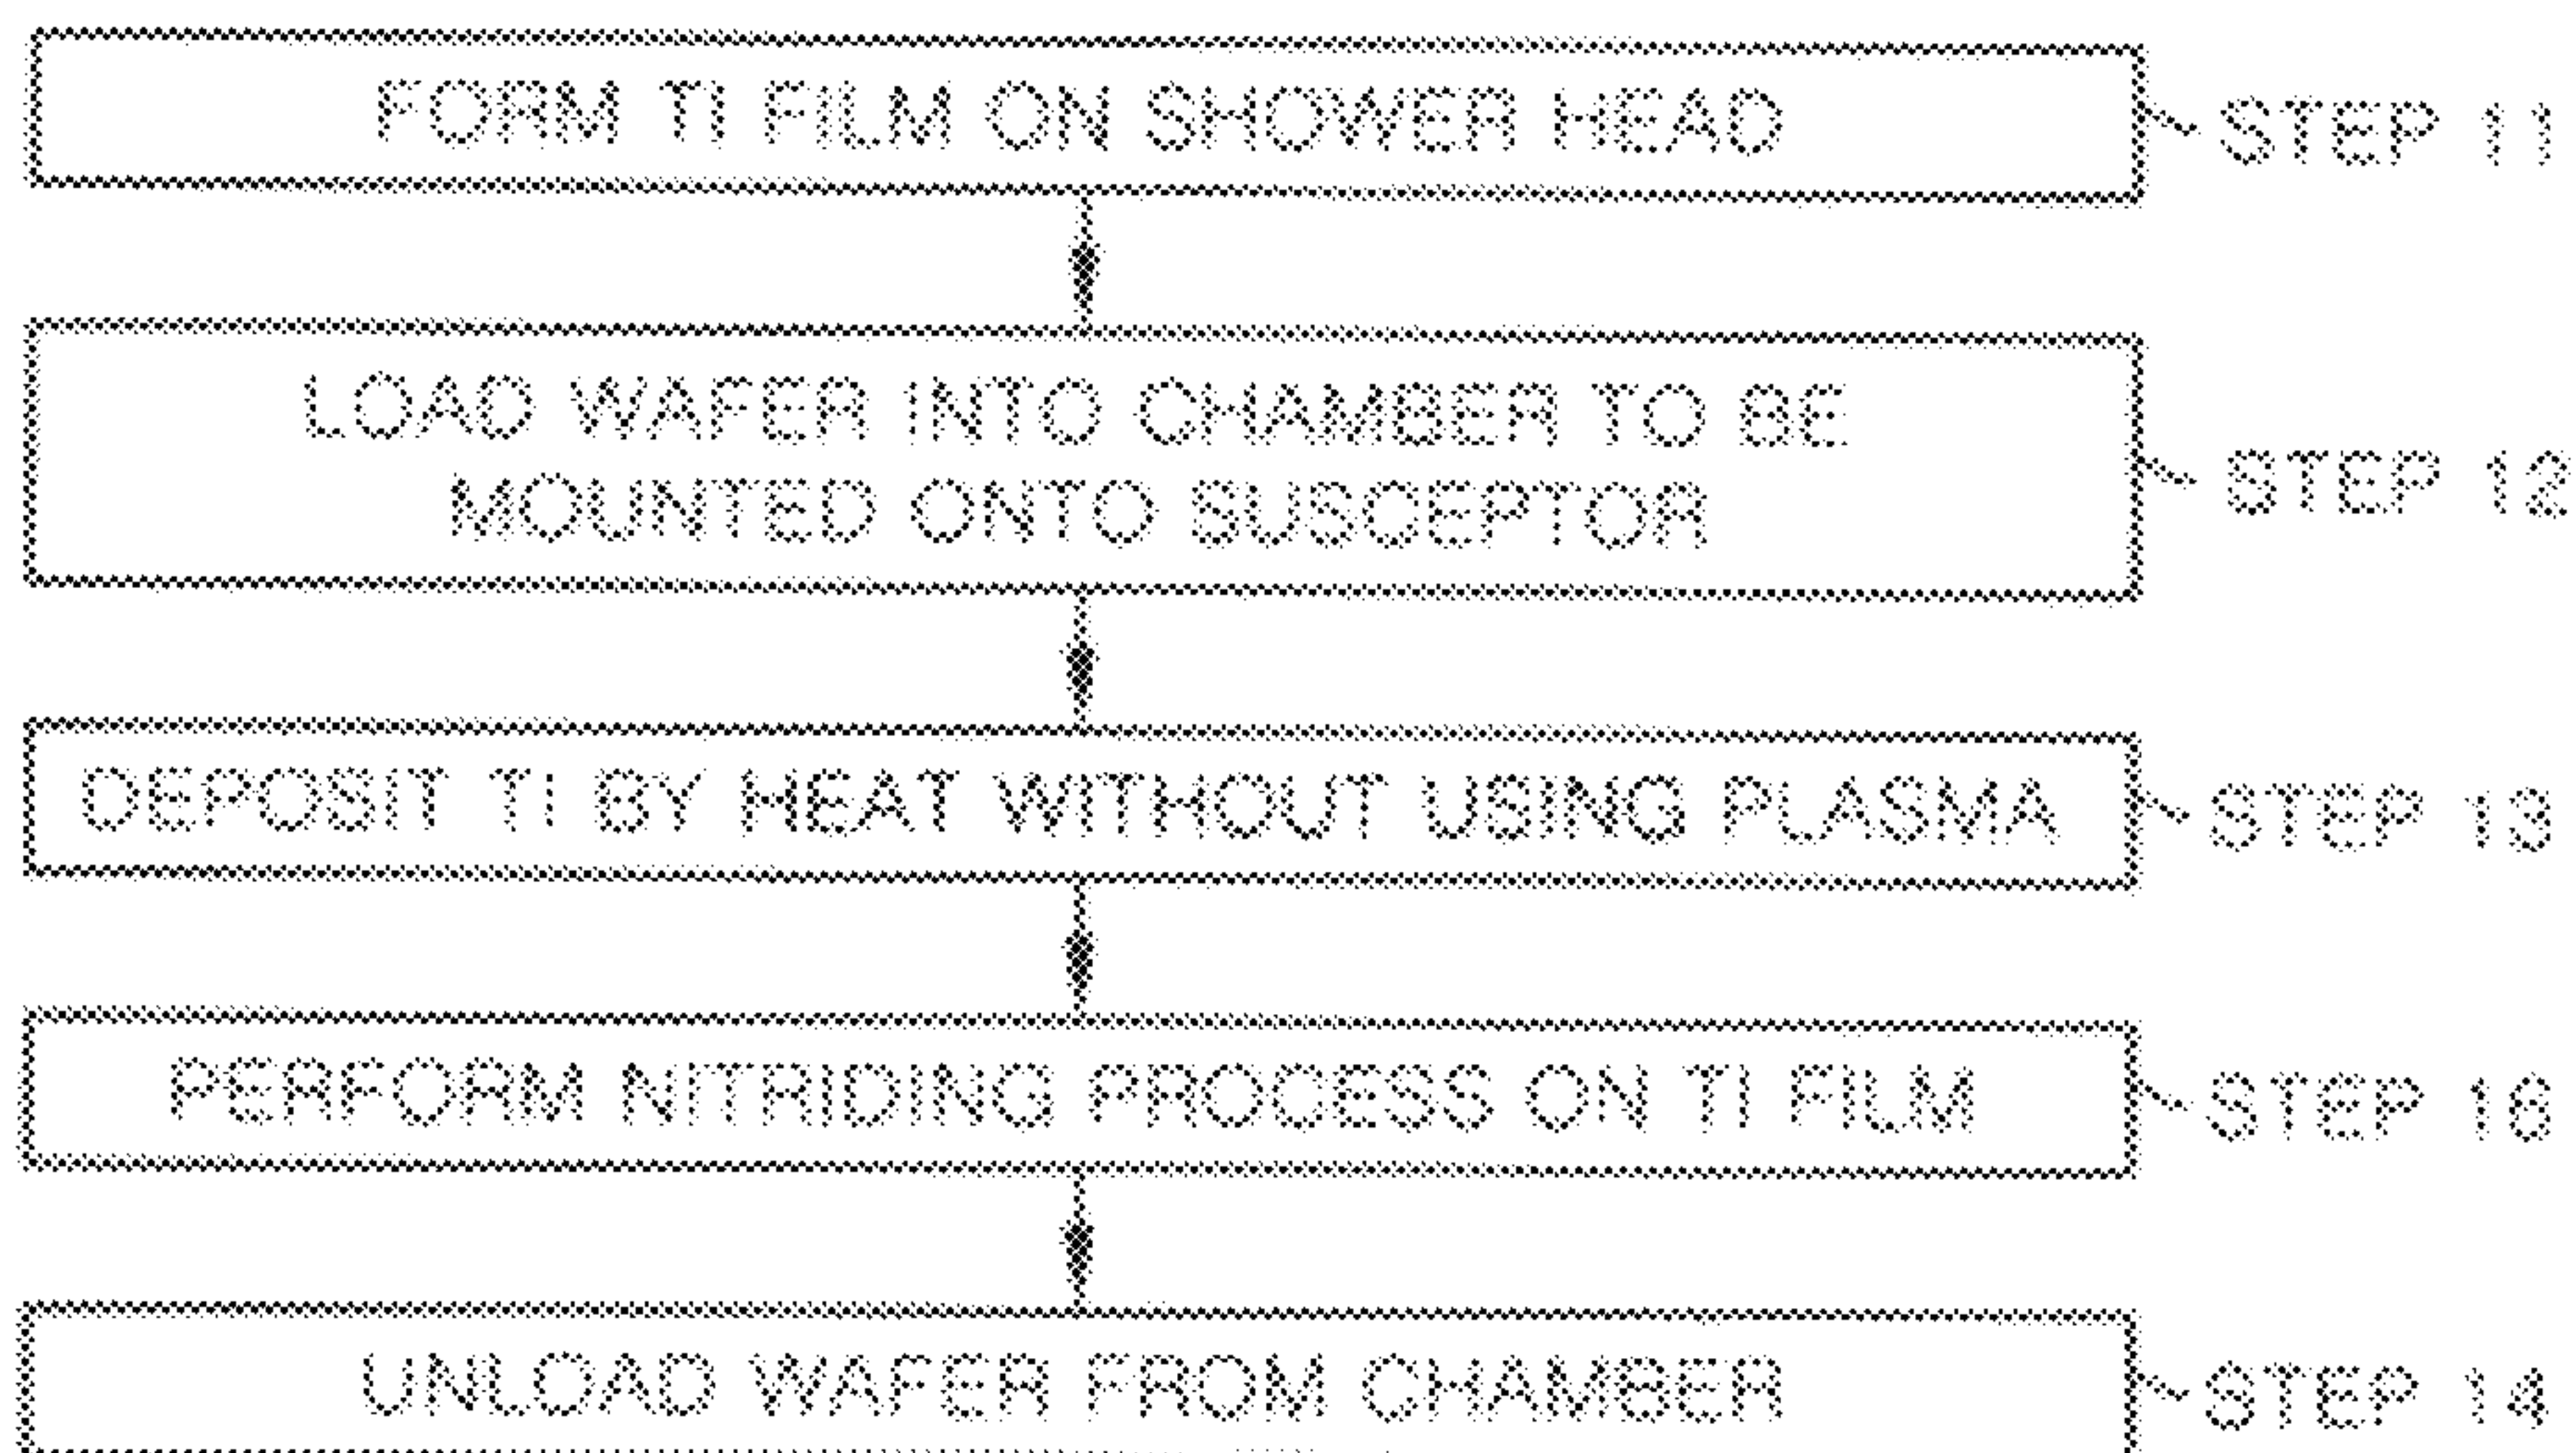 FORM TI FILM ON SHOWER HEAD
STEP 11
LOAD WAFER INTO CHAMBER TO BE
MOUNTED ONTO SUSCEPTOR
STEP 12
DEPOSIT TI BY HEAT WITHOUT USING PLASMA
STEP 13
PERFORM NITRIDING PROCESS ON TI FILM
STEP 16
UNLOAD WAFER FROM CHAMBER
STEP 14